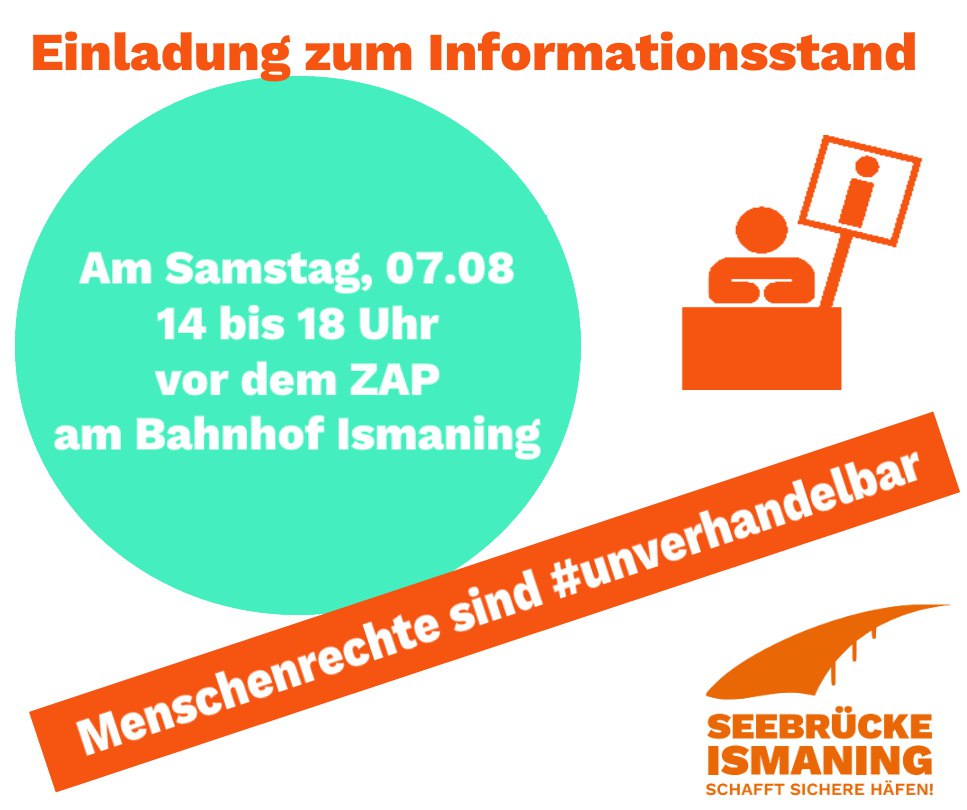 Einladung zum Informationsstand
Am Samstag, 07.08
14 bis 18 Uhr
vor dem ZAP
am Bahnhof Ismaning
Menschenrechte sind #unverhandelbar
SEEBRÜCKE
ISMANING
SCHAFFT SICHERE HÄFEN!